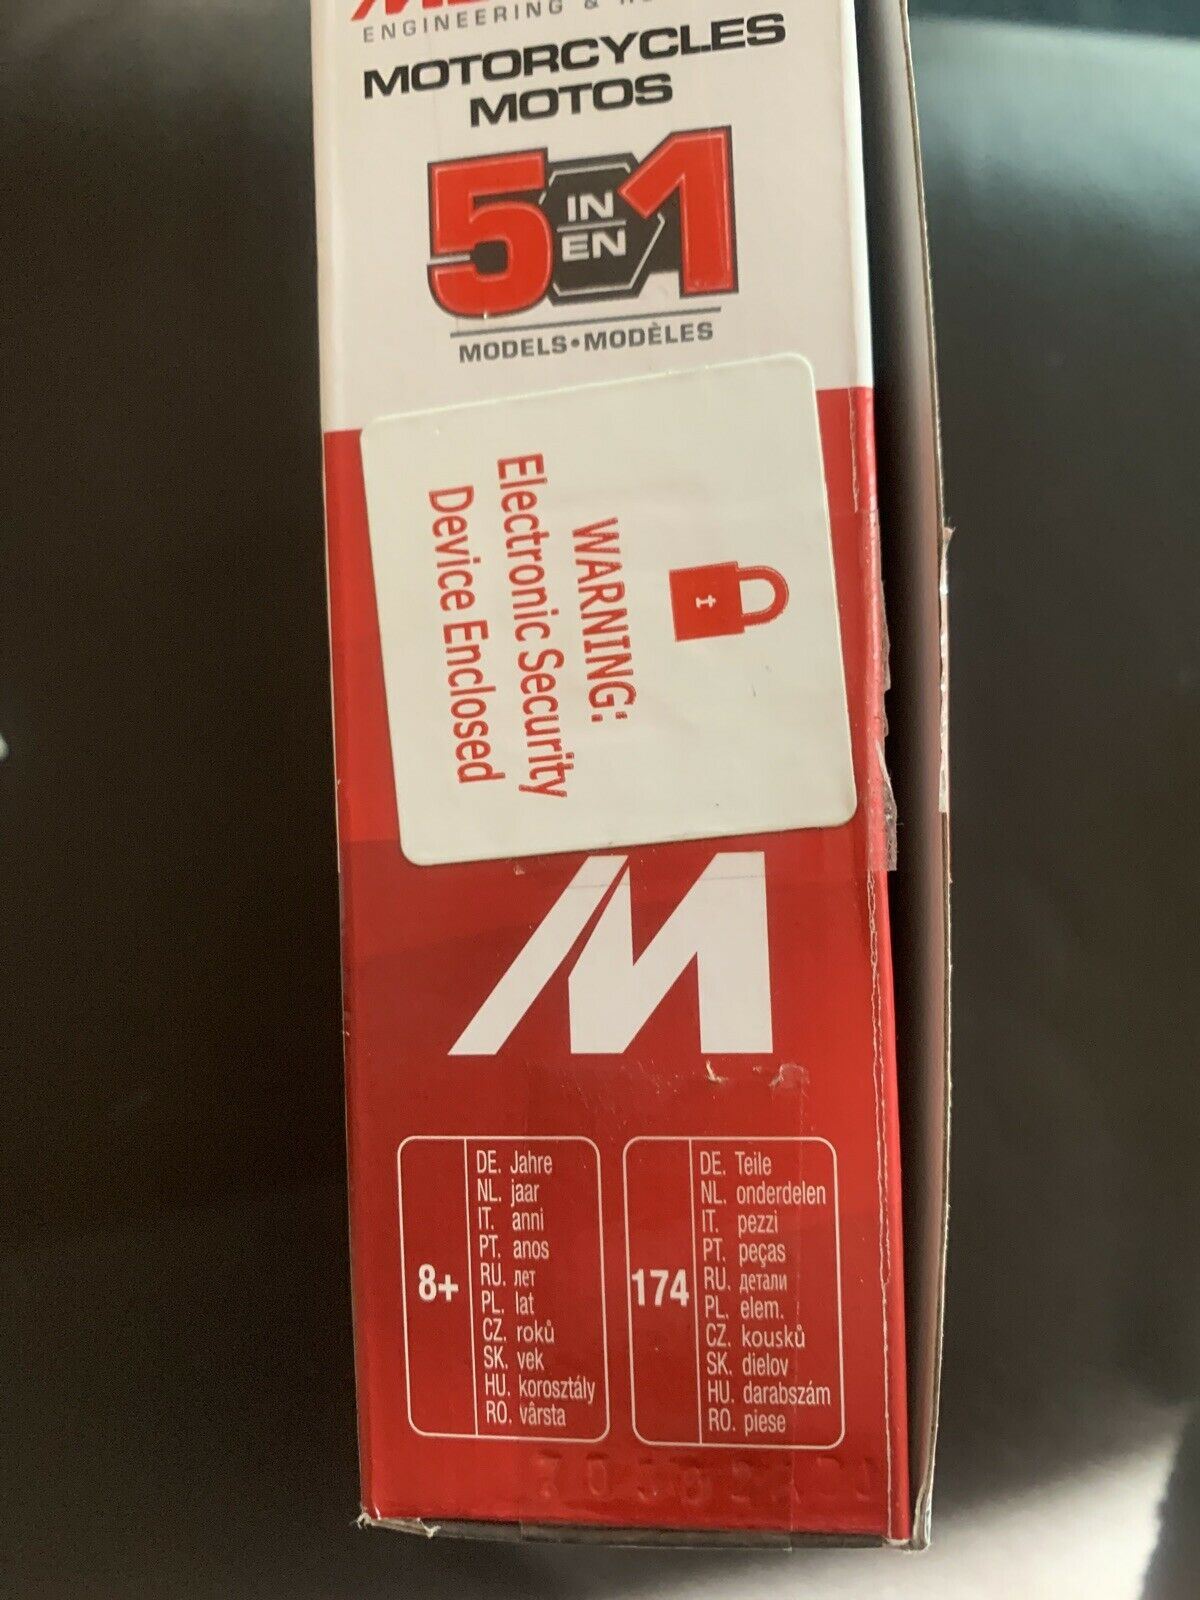 ENGINEERING &
MOTORCYCLES
MOTOS
5 IN 1
EN
MODELS•MODÈLES
WARNING:
Electronic Security
Device Enclosed
M
8+
DE. Jahre
NL. jaar
IT. anni
PT. anos
RU. лет
PL. lat
CZ. roků
SK. vek
HU. korosztály
RO. vârsta
174
DE. Teile
NL. onderdelen
IT. pezzi
PT. peças
RU. детали
PL. elem.
CZ. kousků
SK. dielov
HU. darabszám
RO. piese